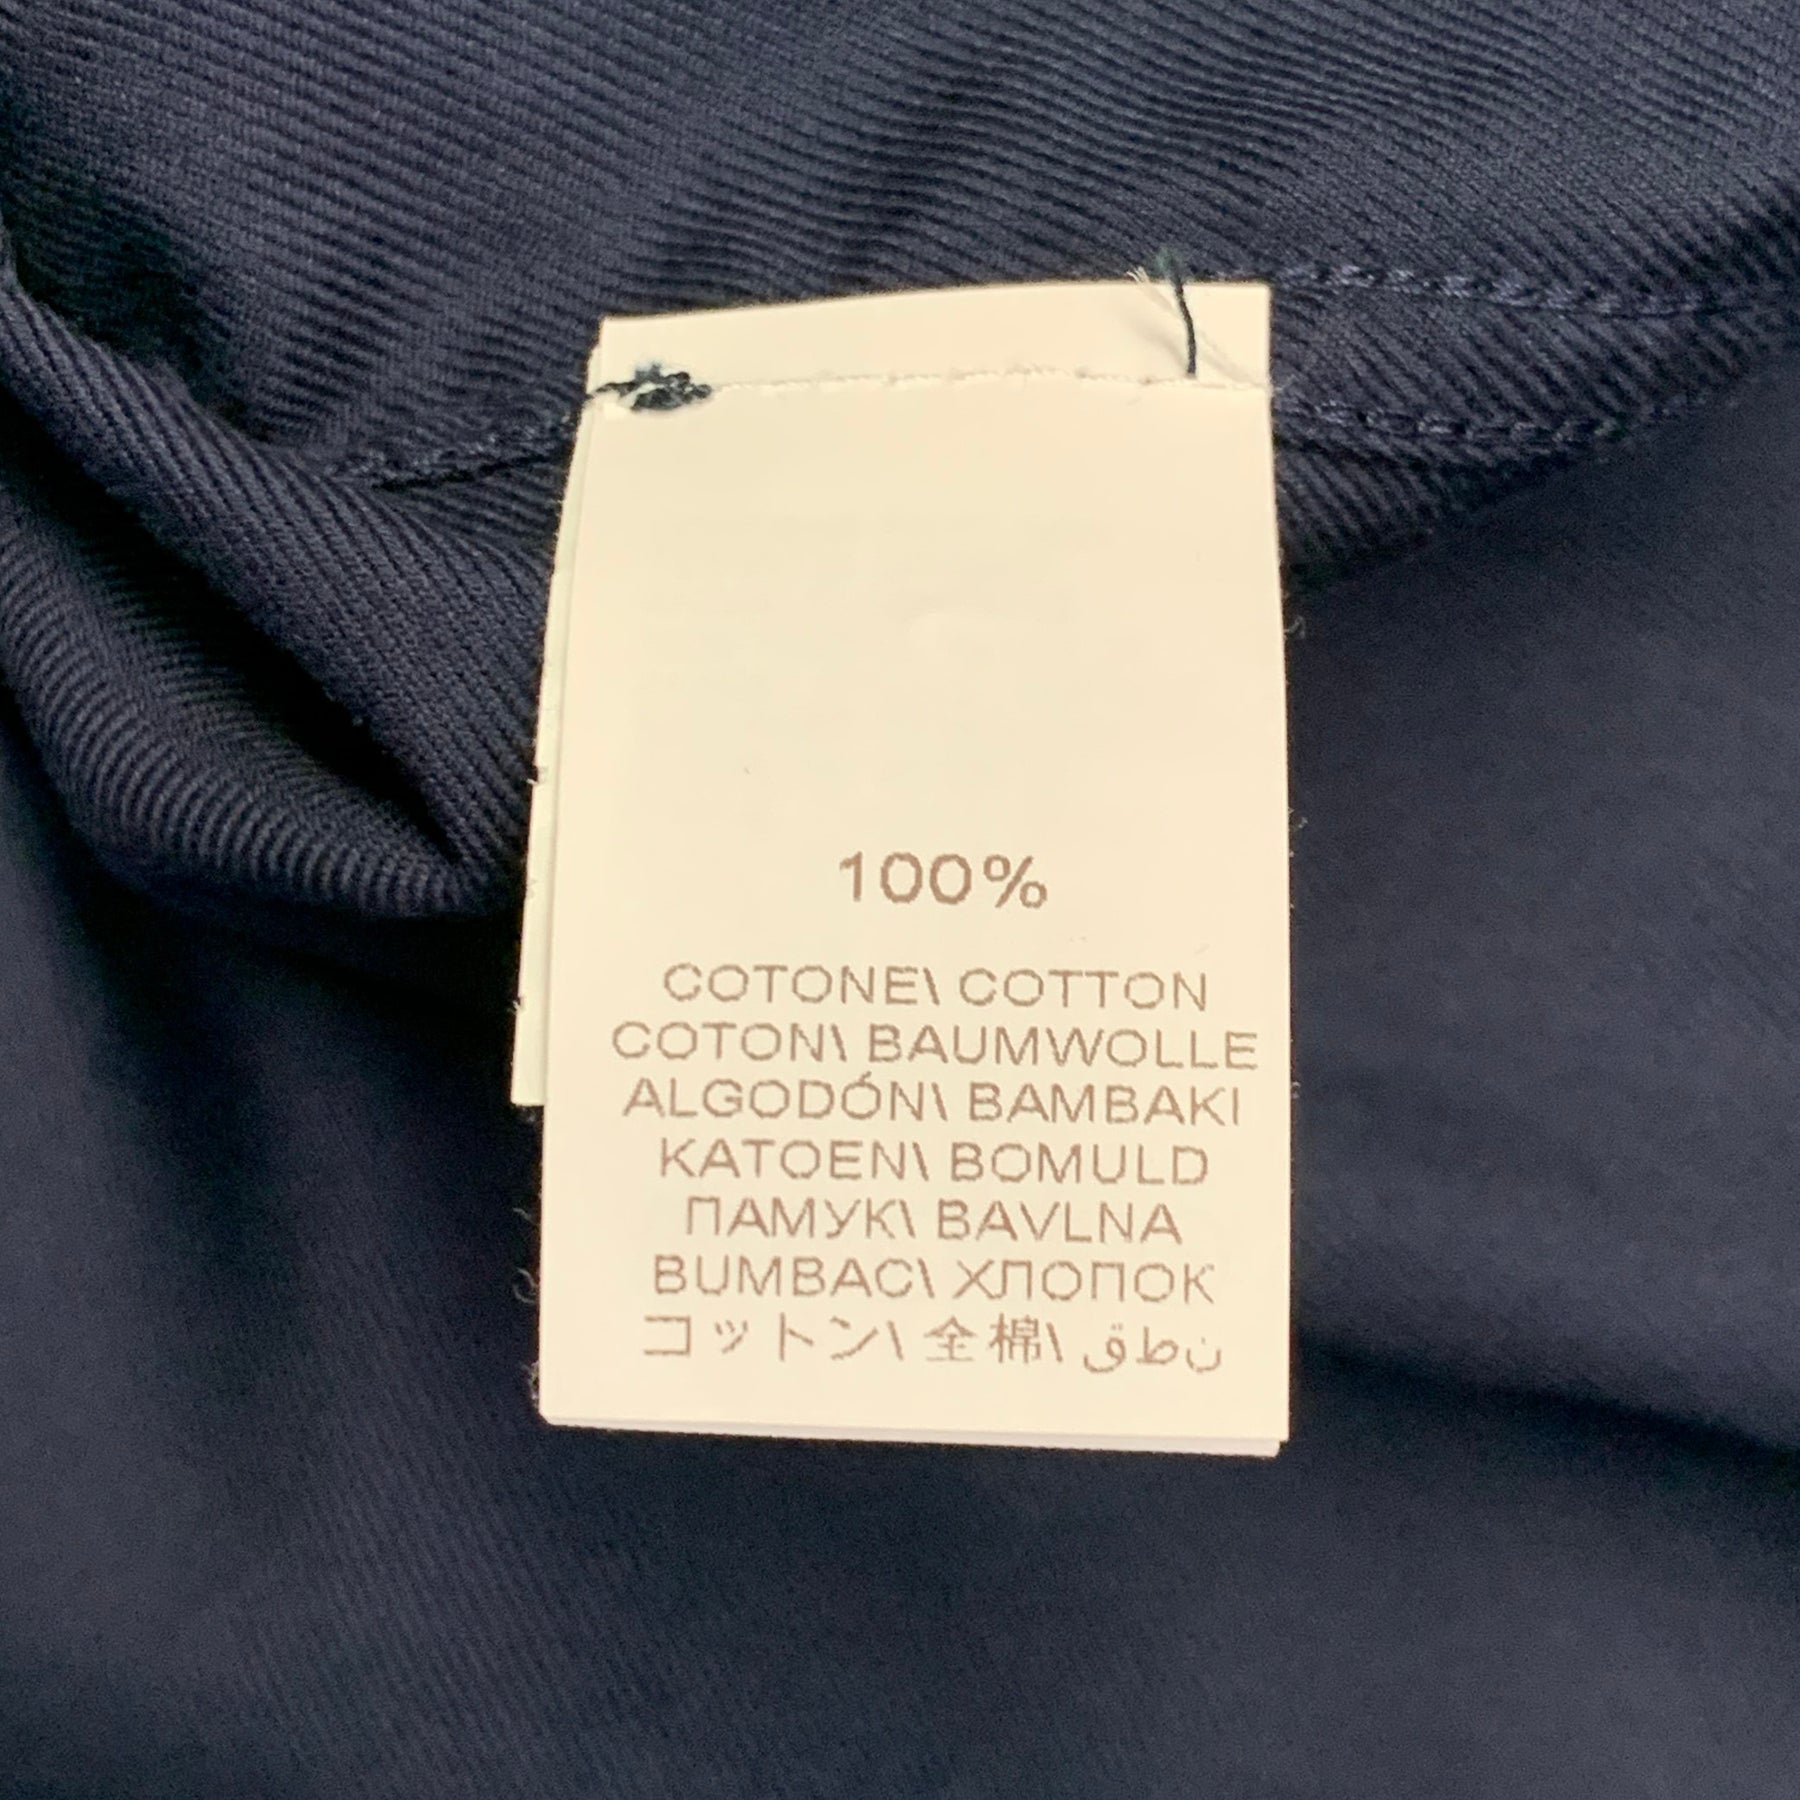 100%
COTONE\ COTTON
COTON\ BAUMWOLLE
ALGODÓN\ BAMBAKI
KATOEN\ BOMULD
ПАМУК\ BAVLNA
BUMBAC\ ХЛОПОК
コットン\ 全棉\ ن ط ق